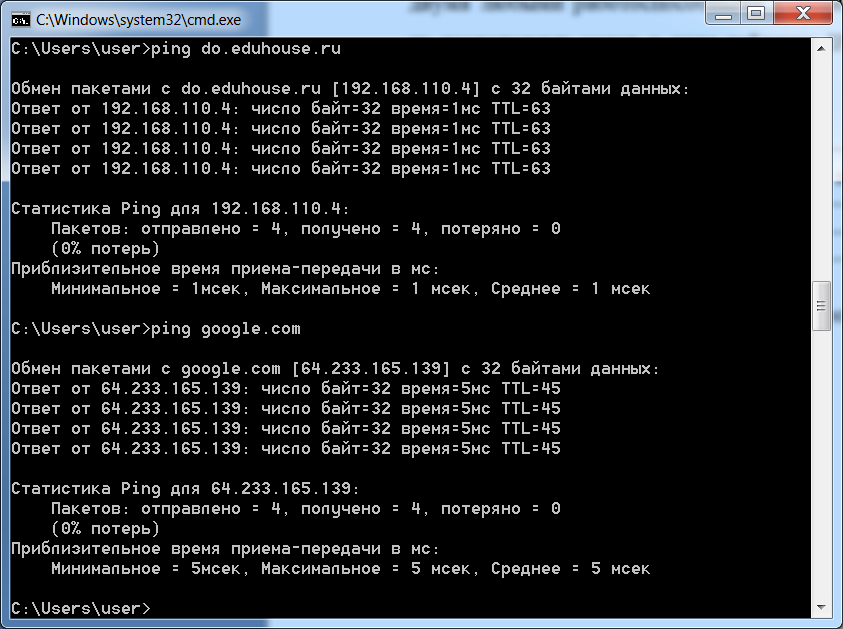 C:\Windows\system32\cmd.exe
C:\Users\user>ping do.eduhouse.ru
Обмен пакетами с do.eduhouse.ru [192.168.110.4] с 32 байтами данных:
Ответ от 192.168.110.4: число байт=32 время=1мс TTL=63
Ответ от 192.168.110.4: число байт=32 время=1мс TTL=63
Ответ от 192.168.110.4: число байт=32 время=1мс TTL=63
Ответ от 192.168.110.4: число байт=32 время=1мс TTL=63
Статистика Ping для 192.168.110.4:
Пакетов: отправлено = 4, получено = 4, потеряно = 0
(0% потерь)
Приблизительное время приема-передачи в мс:
Минимальное = 1мсек, Максимальное = 1 мсек, Среднее = 1 мсек
C:\Users\user>ping google.com
Обмен пакетами с google.com [64.233.165.139] с 32 байтами данных:
Ответ от 64.233.165.139: число байт=32 время=5мс TTL=45
Ответ от 64.233.165.139: число байт=32 время=5мс TTL=45
Ответ от 64.233.165.139: число байт=32 время=5мс TTL=45
Ответ от 64.233.165.139: число байт=32 время=5мс TTL=45
Статистика Ping для 64.233.165.139:
Пакетов: отправлено = 4, получено = 4, потеряно = 0
(0% потерь)
Приблизительное время приема-передачи в мс:
Минимальное = 5мсек, Максимальное = 5 мсек, Среднее = 5 мсек
C:\Users\user>